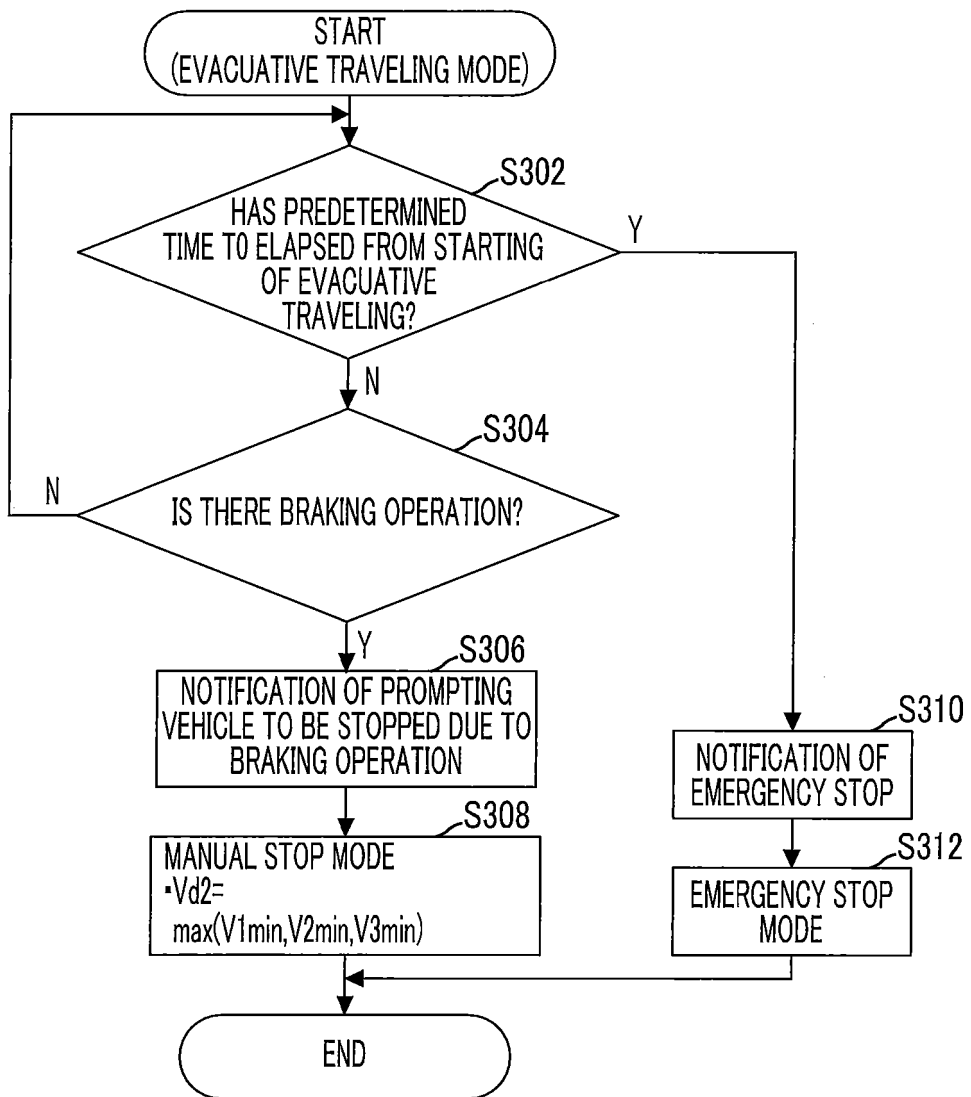 START
(EVACUATIVE TRAVELING MODE)
S302
HAS PREDETERMINED
TIME T0 ELAPSED FROM STARTING
OF EVACUATIVE
TRAVELING?
Y
N
S304
N
IS THERE BRAKING OPERATION?
Y
S306
NOTIFICATION OF PROMPTING
VEHICLE TO BE STOPPED DUE TO
BRAKING OPERATION
S310
NOTIFICATION OF
EMERGENCY STOP
S308
MANUAL STOP MODE
▪Vd2=
max(V1min,V2min,V3min)
S312
EMERGENCY STOP
MODE
END